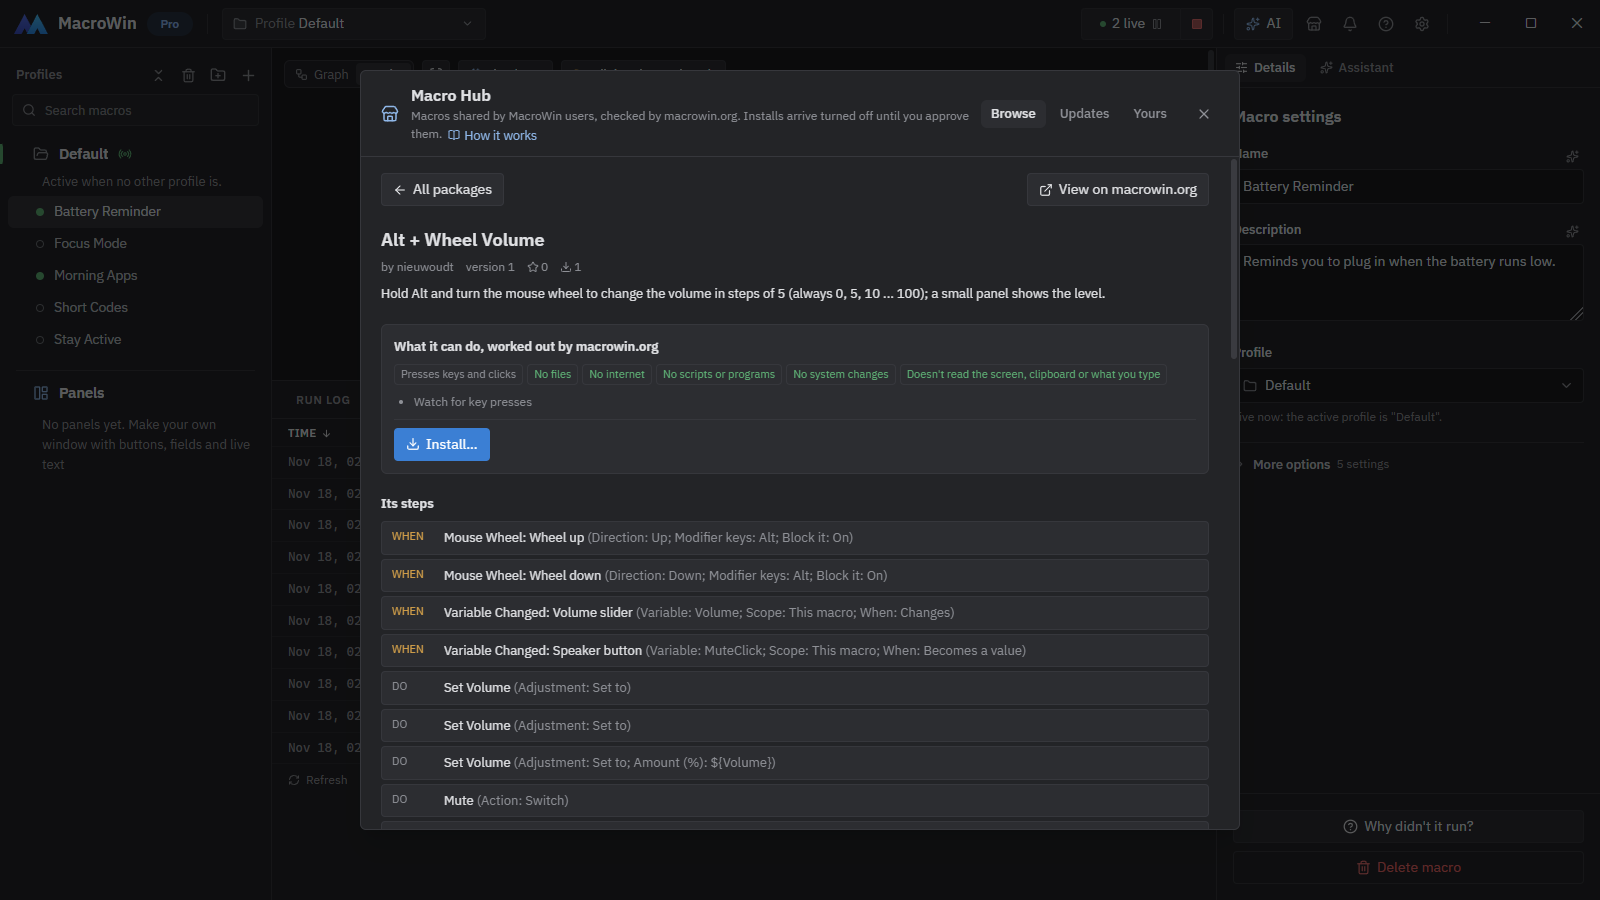 MacroWin
Pro
Profile Default
2 live
AI
Profiles
Search macros
Default
Active when no other profile is.
Battery Reminder
Focus Mode
Morning Apps
Short Codes
Stay Active
Panels
No panels yet. Make your own
window with buttons, fields and live
text
Graph
RUN LOG
TIME ↓
Nov 18, 02
Nov 18, 02
Nov 18, 02
Nov 18, 02
Nov 18, 02
Nov 18, 02
Nov 18, 02
Nov 18, 02
Nov 18, 02
Nov 18, 02
Refresh
Macro Hub
Macros shared by MacroWin users, checked by macrowin.org. Installs arrive turned off until you approve
them. How it works
Browse
Updates
Yours
All packages
View on macrowin.org
Alt + Wheel Volume
by nieuwoudt version 1 0 1
Hold Alt and turn the mouse wheel to change the volume in steps of 5 (always 0, 5, 10 ... 100); a small panel shows the level.
What it can do, worked out by macrowin.org
Presses keys and clicks
No files
No internet
No scripts or programs
No system changes
Doesn't read the screen, clipboard or what you type
• Watch for key presses
Install...
Its steps
WHEN Mouse Wheel: Wheel up (Direction: Up; Modifier keys: Alt; Block it: On)
WHEN Mouse Wheel: Wheel down (Direction: Down; Modifier keys: Alt; Block it: On)
WHEN Variable Changed: Volume slider (Variable: Volume; Scope: This macro; When: Changes)
WHEN Variable Changed: Speaker button (Variable: MuteClick; Scope: This macro; When: Becomes a value)
DO Set Volume (Adjustment: Set to)
DO Set Volume (Adjustment: Set to)
DO Set Volume (Adjustment: Set to; Amount (%): ${Volume})
DO Mute (Action: Switch)
Details
Assistant
Macro settings
Name
Battery Reminder
Description
Reminds you to plug in when the battery runs low.
Profile
Default
ive now: the active profile is "Default".
More options 5 settings
Why didn't it run?
Delete macro